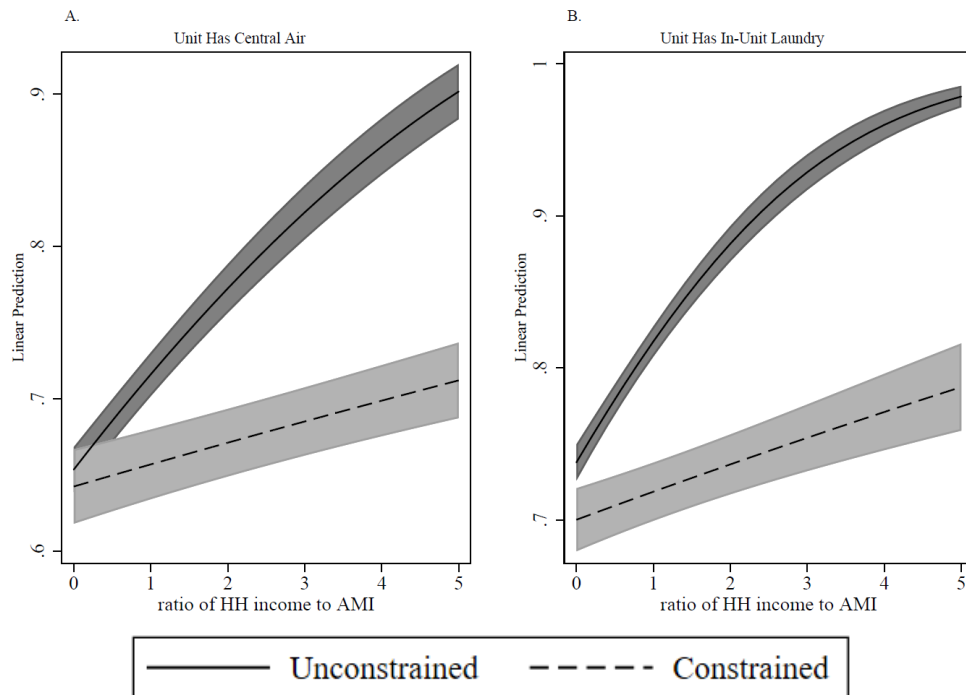 A.
Unit Has Central Air
Linear Prediction
.9
.8
.7
.6
0 1 2 3 4 5
ratio of HH income to AMI
B.
Unit Has In-Unit Laundry
Linear Prediction
1
.9
.8
.7
0 1 2 3 4 5
ratio of HH income to AMI
Unconstrained Constrained